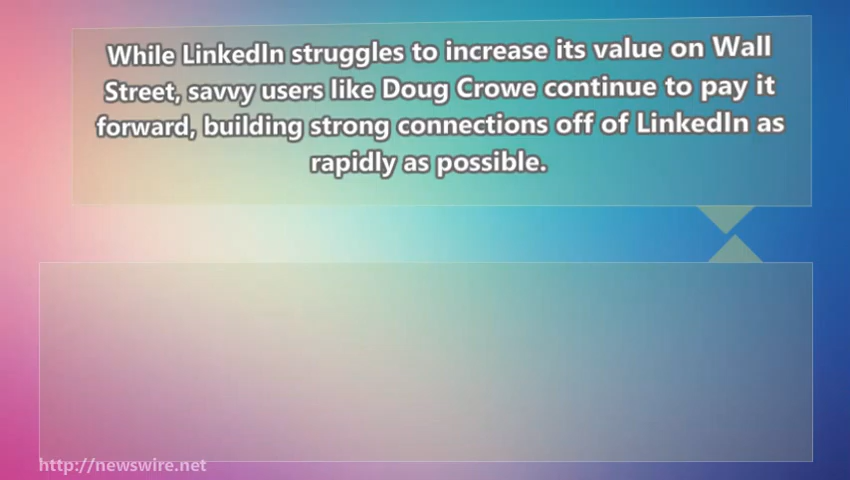 While LinkedIn struggles to increase its value on Wall
Street, savvy users like Doug Crowe continue to pay it
forward, building strong connections off of LinkedIn as
rapidly as possible.
http://newswire.net